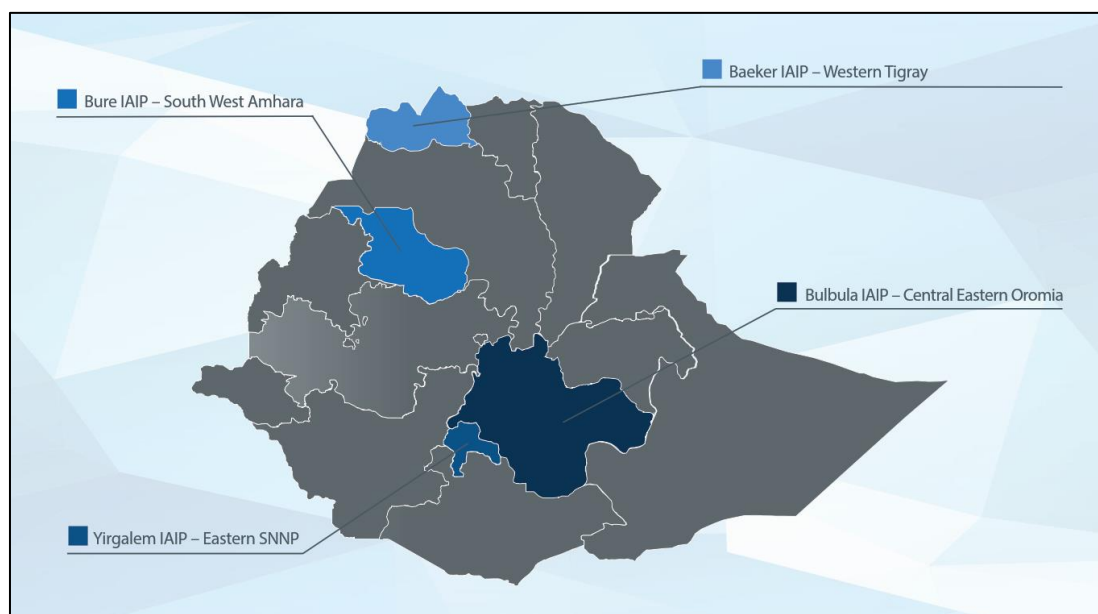 Baeker IAIP – Western Tigray
Bure IAIP – South West Amhara
Bulbula IAIP – Central Eastern Oromia
Yirgalem IAIP – Eastern SNNP